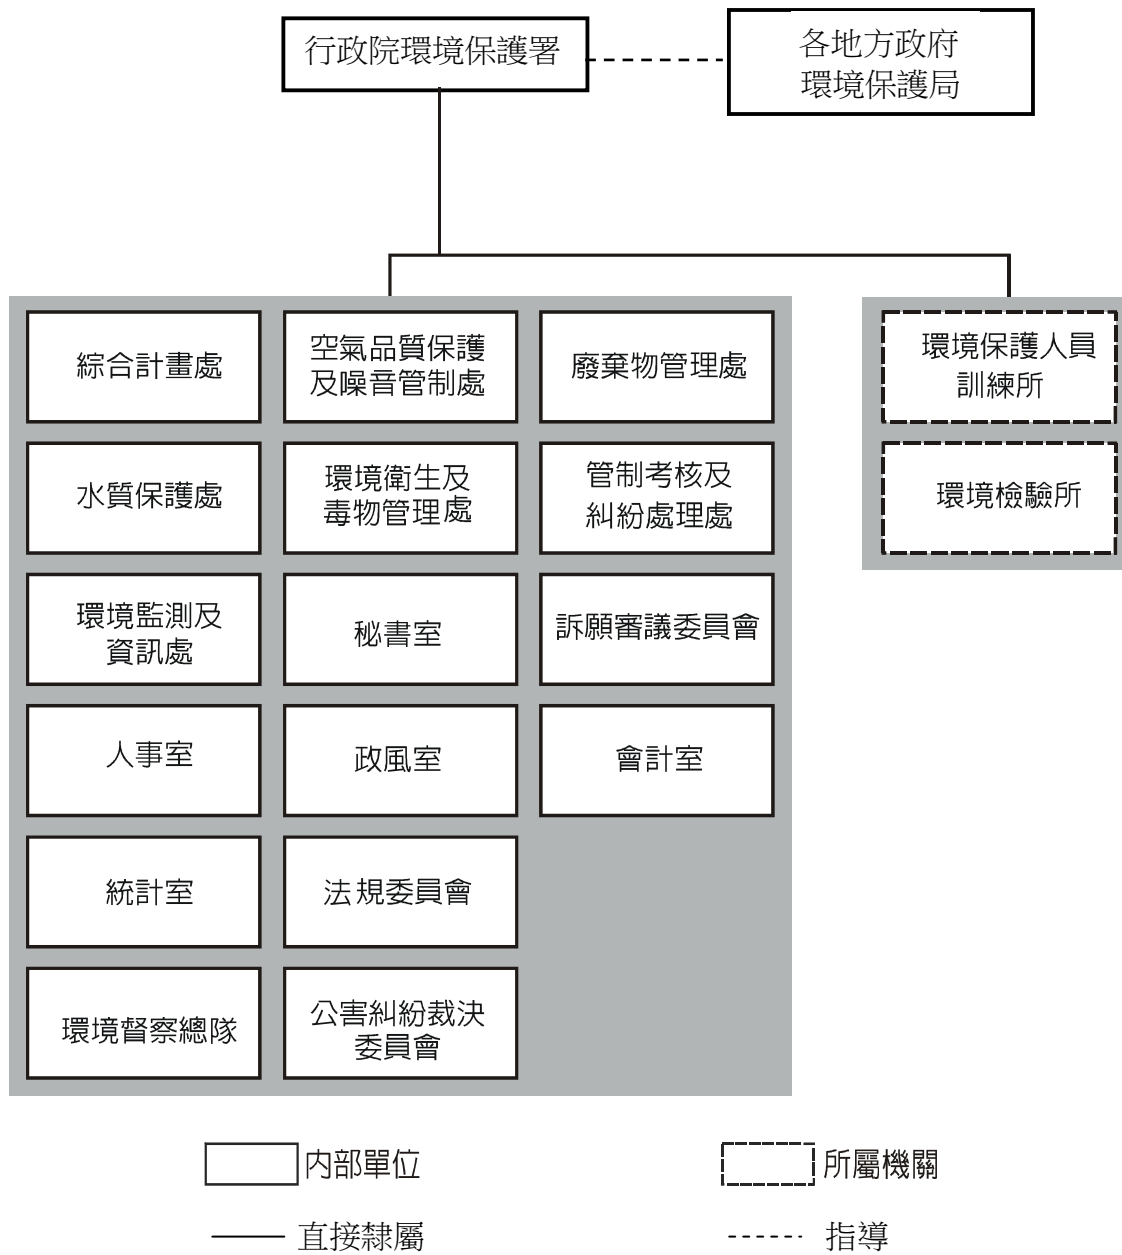 行政院環境保護署
各地方政府
環境保護局
綜合計畫處
空氣品質保護
及噪音管制處
廢棄物管理處
環境保護人員
訓練所
水質保護處
環境衛生及
毒物管理處
管制考核及
糾紛處理處
環境檢驗所
環境監測及
資訊處
秘書室
訴願審議委員會
人事室
政風室
會計室
統計室
法規委員會
環境督察總隊
公害糾紛裁決
委員會
內部單位
所屬機關
直接隸屬
指導